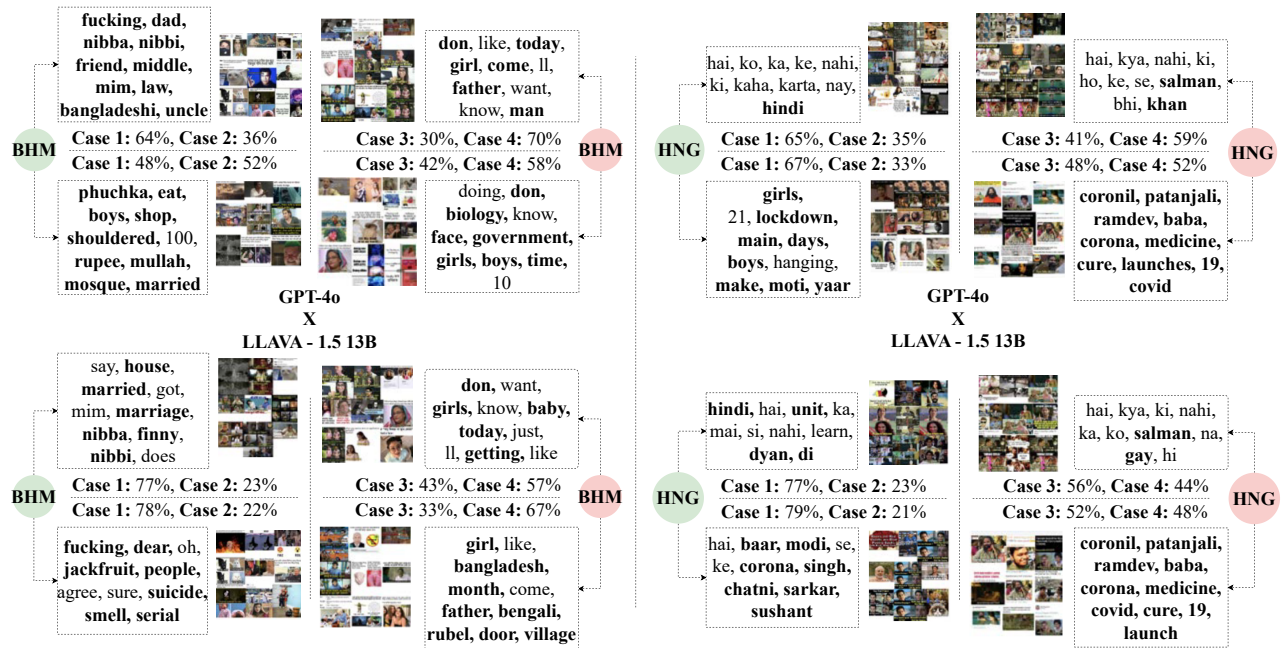 fucking, dad,
nibba, nibbi,
friend, middle,
mim, law,
bangladeshi, uncle
don, like, today,
girl, come, ll,
father, want,
know, man
BHM
Case 1: 64%, Case 2: 36%
Case 1: 48%, Case 2: 52%
Case 3: 30%, Case 4: 70%
Case 3: 42%, Case 4: 58%
BHM
phuchka, eat,
boys, shop,
shouldered, 100,
rupee, mullah,
mosque, married
doing, don,
biology, know,
face, government,
girls, boys, time,
10
GPT-4o
X
LLAVA - 1.5 13B
say, house,
married, got,
mim, marriage,
nibba, finny,
nibbi, does
don, want,
girls, know, baby,
today, just,
ll, getting, like
BHM
Case 1: 77%, Case 2: 23%
Case 1: 78%, Case 2: 22%
Case 3: 43%, Case 4: 57%
Case 3: 33%, Case 4: 67%
BHM
fucking, dear, oh,
jackfruit, people,
agree, sure, suicide,
smell, serial
girl, like,
bangladesh,
month, come,
father, bengali,
rubel, door, village
hai, ko, ka, ke, nahi,
ki, kaha, karta, nay,
hindi
hai, kya, nahi, ki,
ho, ke, se, salman,
bhi, khan
HNG
Case 1: 65%, Case 2: 35%
Case 1: 67%, Case 2: 33%
Case 3: 41%, Case 4: 59%
Case 3: 48%, Case 4: 52%
HNG
girls,
21, lockdown,
main, days,
boys, hanging,
make, moti, yaar
coronil, patanjali,
ramdev, baba,
corona, medicine,
cure, launches, 19,
covid
GPT-4o
X
LLAVA - 1.5 13B
hindi, hai, unit, ka,
mai, si, nahi, learn,
dyan, di
hai, kya, ki, nahi,
ka, ko, salman, na,
gay, hi
HNG
Case 1: 77%, Case 2: 23%
Case 1: 79%, Case 2: 21%
Case 3: 56%, Case 4: 44%
Case 3: 52%, Case 4: 48%
HNG
hai, baar, modi, se,
ke, corona, singh,
chatni, sarkar,
sushant
coronil, patanjali,
ramdev, baba,
corona, medicine,
covid, cure, 19,
launch